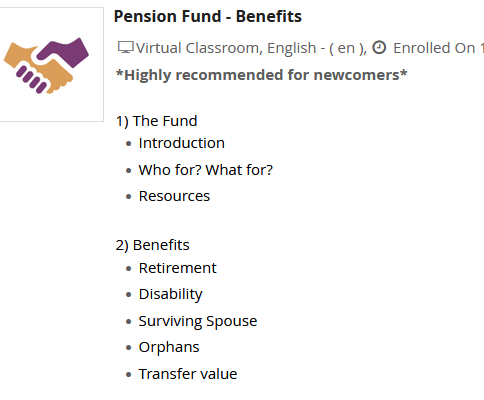 Pension Fund - Benefits
Virtual Classroom, English - ( en ), Enrolled On 1
*Highly recommended for newcomers*
1) The Fund
• Introduction
• Who for? What for?
• Resources
2) Benefits
• Retirement
• Disability
• Surviving Spouse
• Orphans
• Transfer value